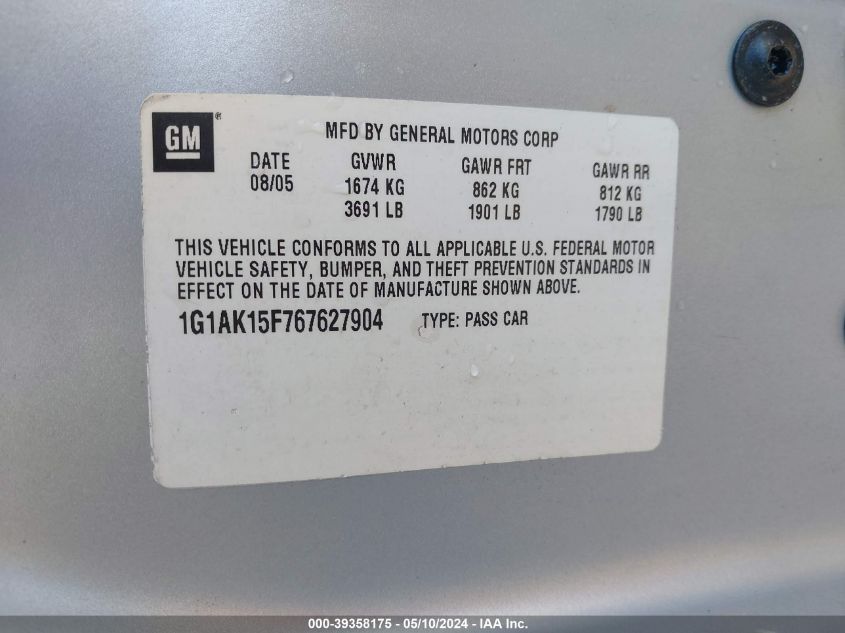 GM ®
MFD BY GENERAL MOTORS CORP
DATE GVWR GAWR FRT GAWR RR
08/05 1674 KG 862 KG 812 KG
3691 LB 1901 LB 1790 LB
THIS VEHICLE CONFORMS TO ALL APPLICABLE U.S. FEDERAL MOTOR
VEHICLE SAFETY, BUMPER, AND THEFT PREVENTION STANDARDS IN
EFFECT ON THE DATE OF MANUFACTURE SHOWN ABOVE.
1G1AK15F767627904 TYPE: PASS CAR
000-39358175 - 05/10/2024 - IAA Inc.